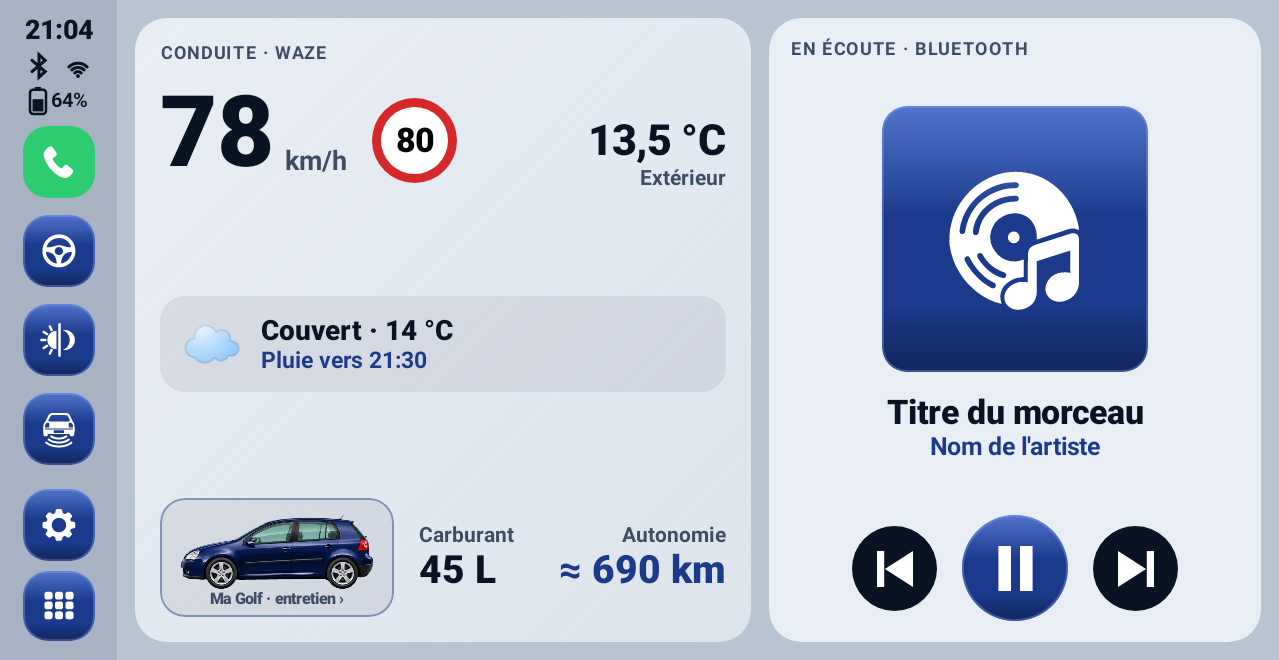 21:04
64%
CONDUITE · WAZE
78 km/h
80
13,5 °C
Extérieur
Couvert · 14 °C
Pluie vers 21:30
Ma Golf · entretien ›
Carburant
45 L
Autonomie
≈ 690 km
EN ÉCOUTE · BLUETOOTH
Titre du morceau
Nom de l'artiste